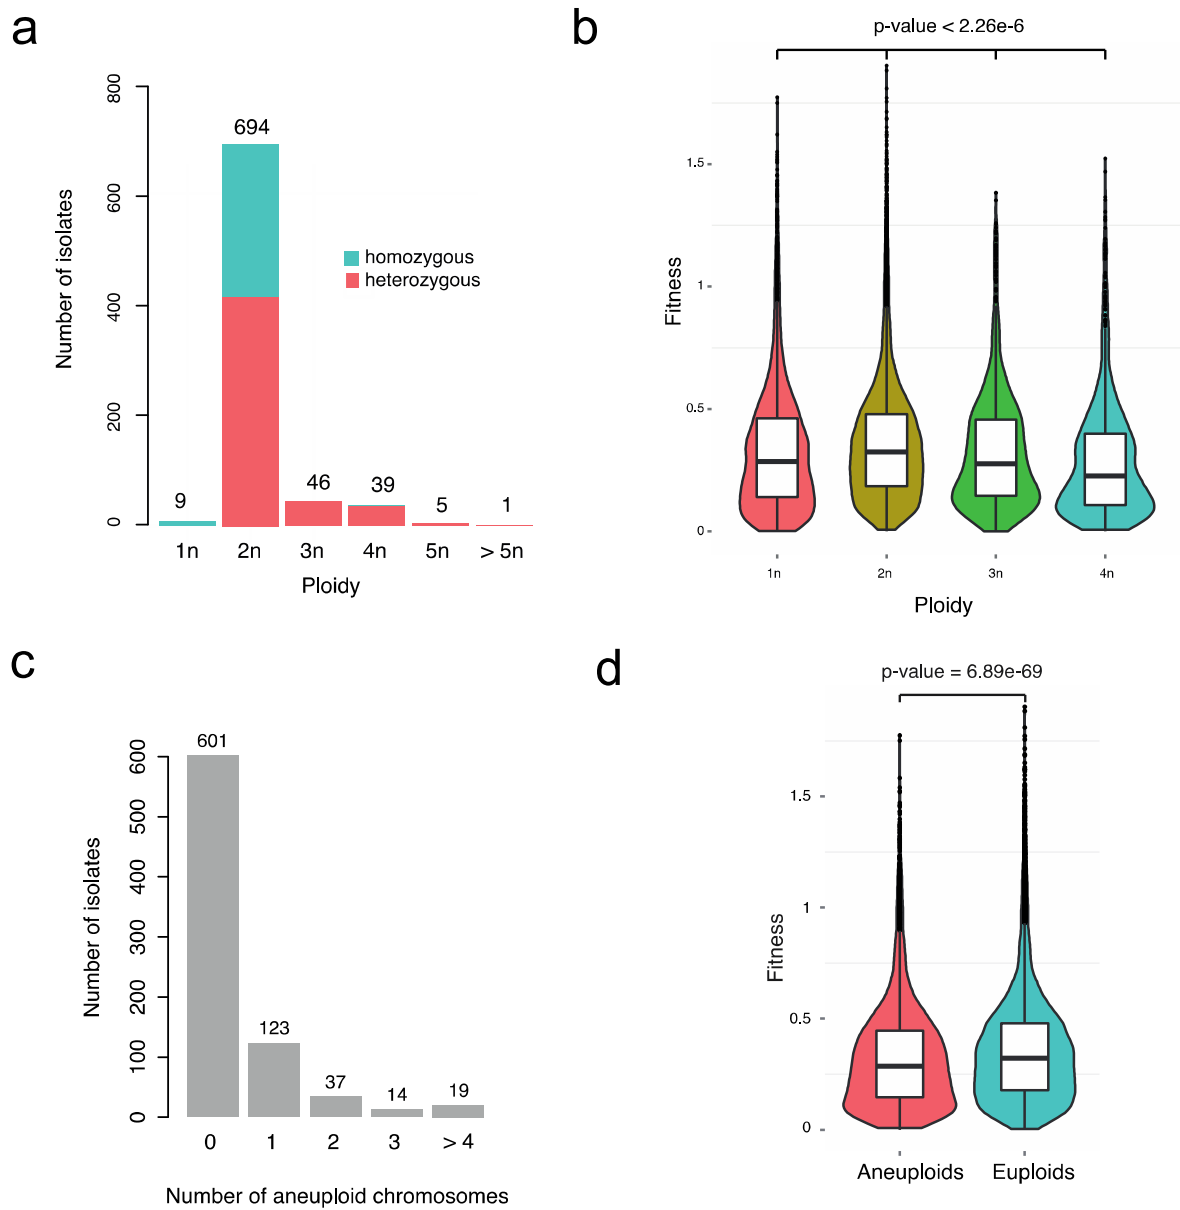 a
800
600
400
200
0
Number of isolates
694
9
46
39
5
1
homozygous
heterozygous
1n 2n 3n 4n 5n > 5n
Ploidy
b
p-value < 2.26e-6
1.5
1
0.5
0
Fitness
1n 2n 3n 4n
Ploidy
c
600
500
400
300
200
100
0
Number of isolates
601
123
37
14
19
0 1 2 3 > 4
Number of aneuploid chromosomes
d
p-value = 6.89e-69
1.5
1
0.5
0
Fitness
Aneuploids Euploids